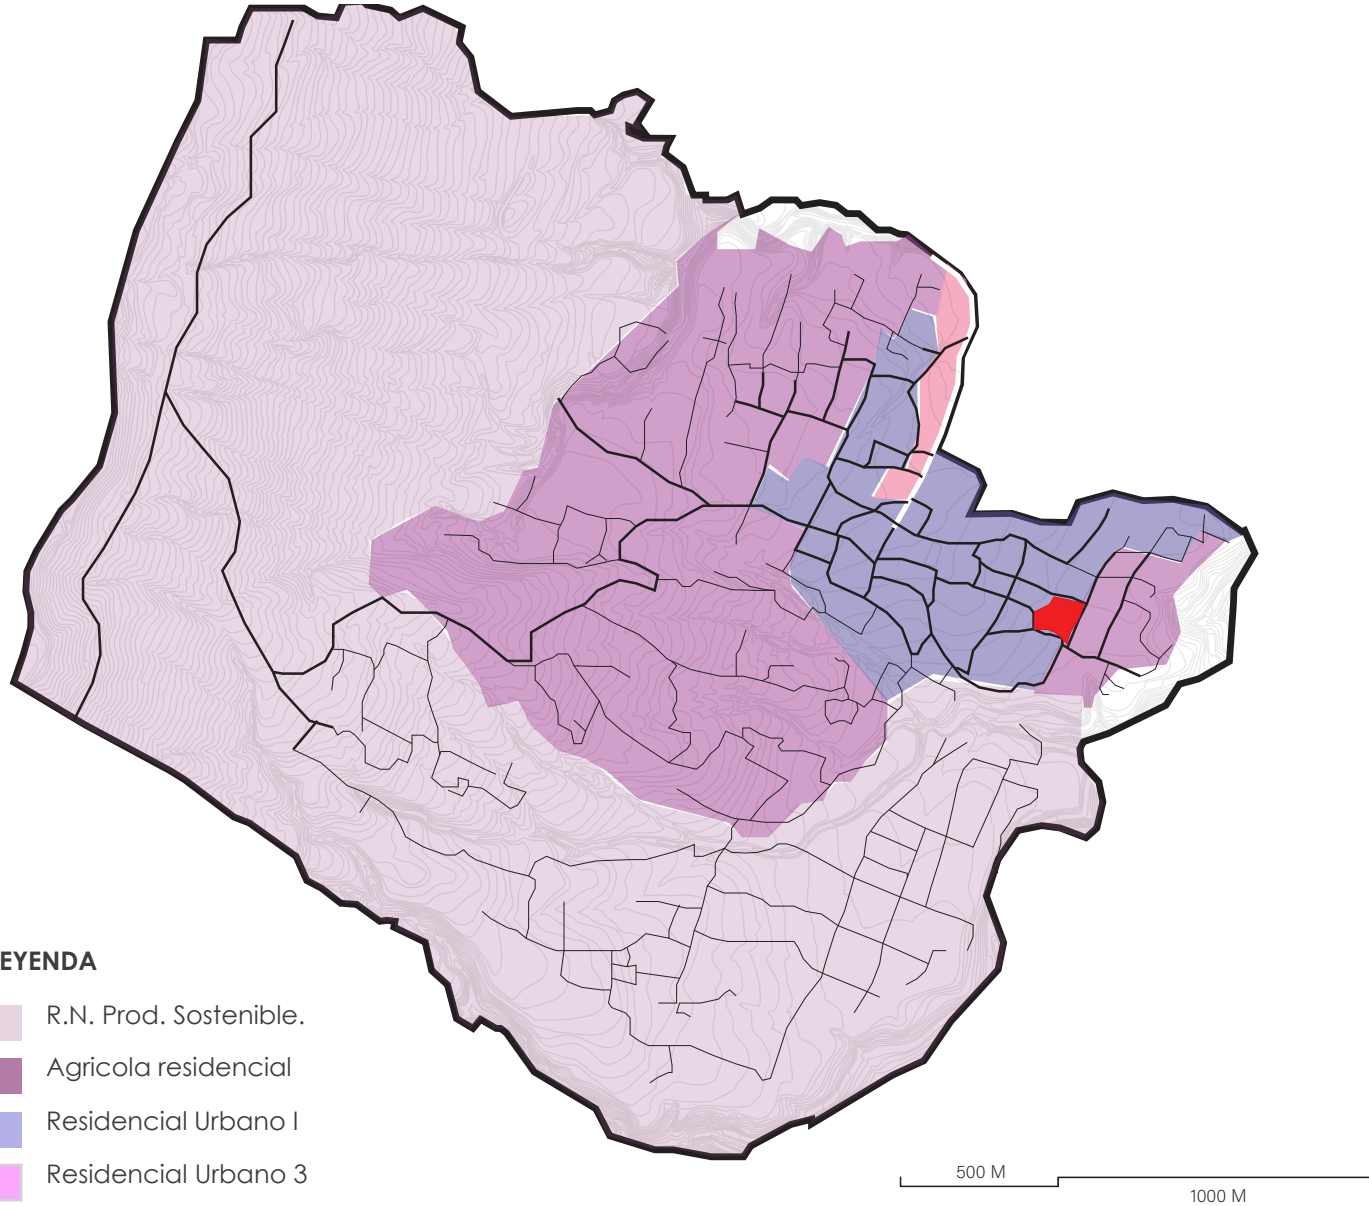 EYENDA
R.N. Prod. Sostenible.
Agricola residencial
Residencial Urbano I
Residencial Urbano 3
500 M
1000 M